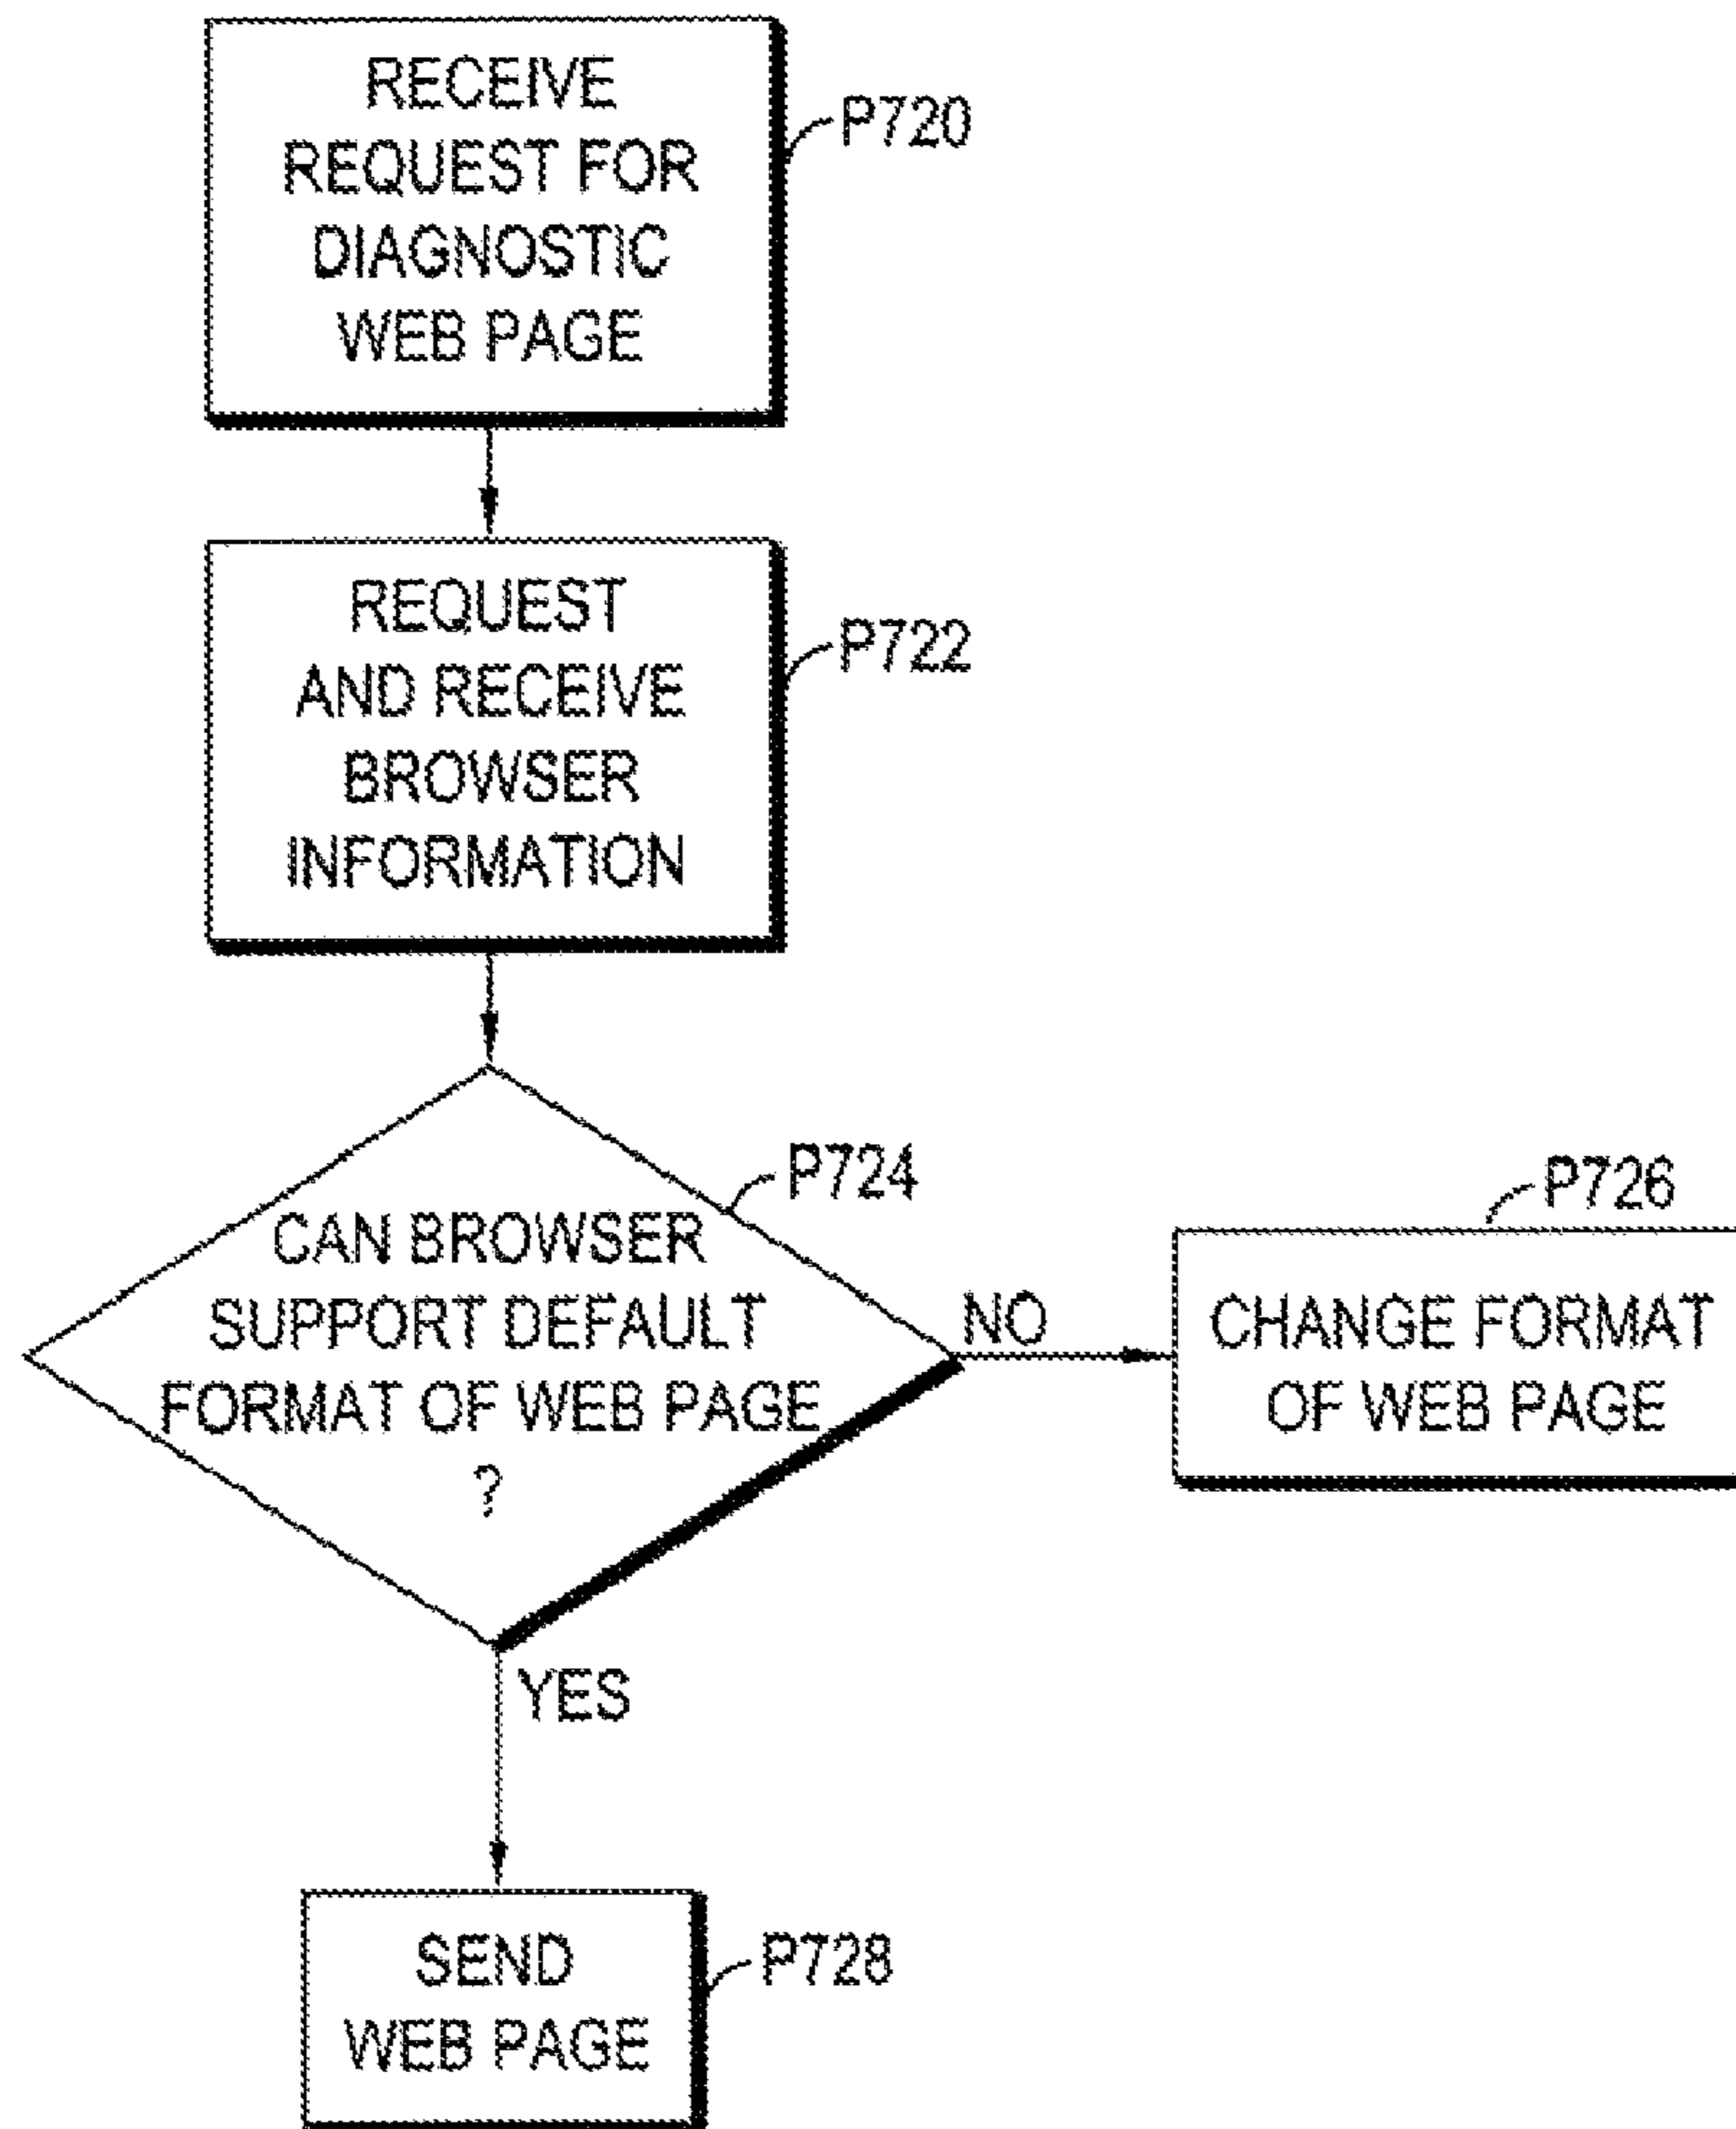 RECEIVE
REQUEST FOR
DIAGNOSTIC
WEB PAGE
P720
REQUEST
AND RECEIVE
BROWSER
INFORMATION
P722
P724
CAN BROWSER
SUPPORT DEFAULT
FORMAT OF WEB PAGE
?
NO
P726
CHANGE FORMAT
OF WEB PAGE
YES
SEND
WEB PAGE
P728